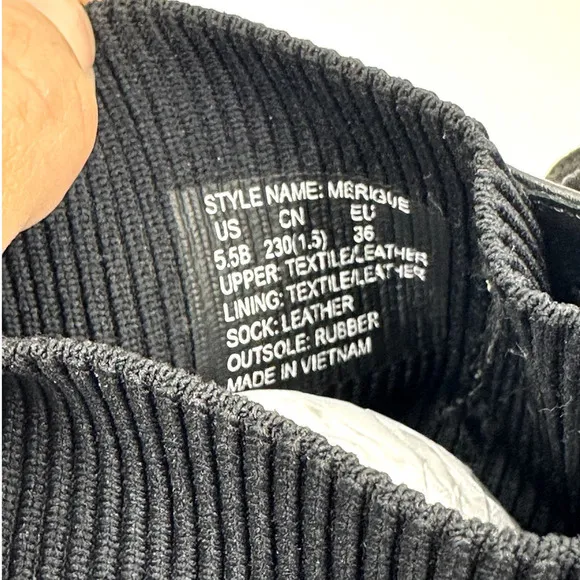 STYLE NAME: MERIGUE
US CN EU
5.5B 230(1.5) 36
UPPER: TEXTILE/LEATHER
LINING: TEXTILE/LEATHER
SOCK: LEATHER
OUTSOLE: RUBBER
MADE IN VIETNAM